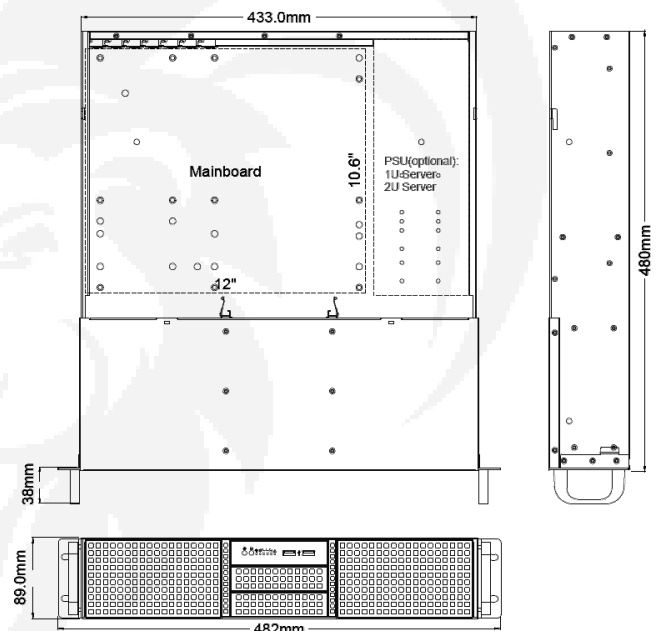 433.0mm
Mainboard
10.6"
PSU(optional):
1U Server
2U Server
12"
480mm
38mm
89.0mm
482mm